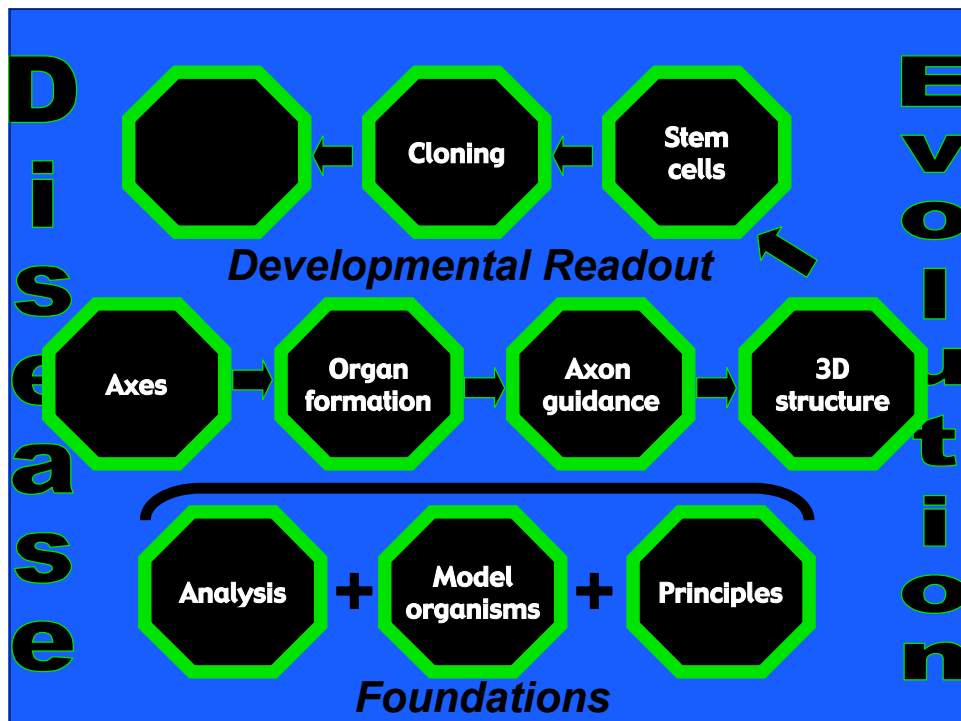 Disease
Cloning
Stem
cells
Developmental Readout
Axes
Organ
formation
Axon
guidance
3D
structure
Analysis
+
Model
organisms
+
Principles
Foundations
Evolution